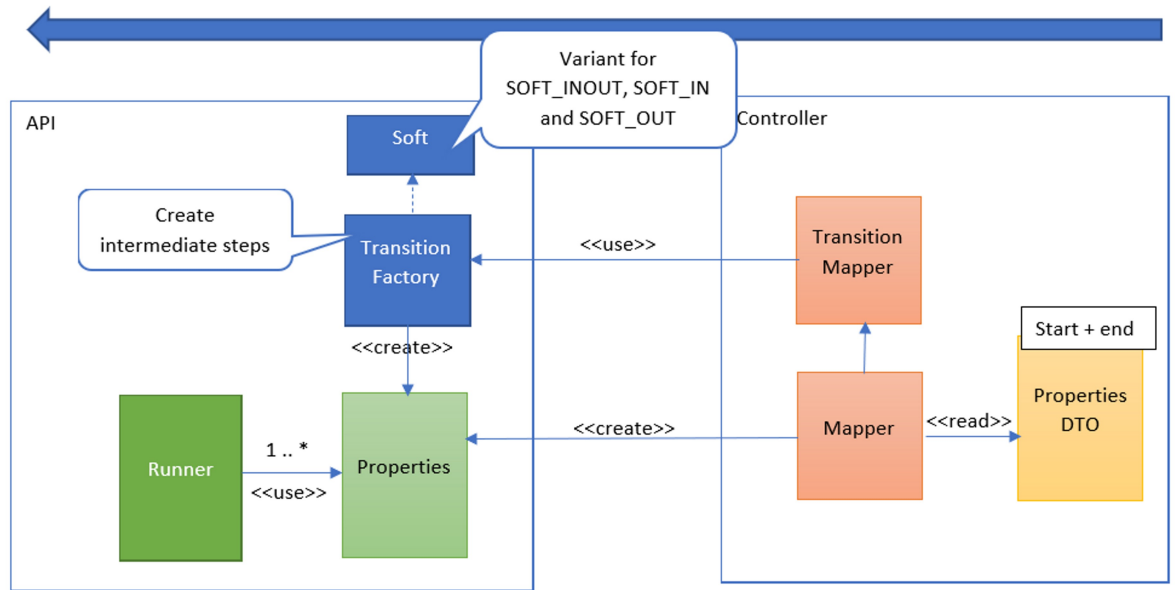 Variant for
SOFT_INOUT, SOFT_IN
and SOFT_OUT
API
Soft
Controller
Create
intermediate steps
Transition
Factory
<<use>>
Transition
Mapper
Start + end
<<create>>
Properties
DTO
Mapper
<<read>>
<<create>>
Runner
1 .. *
<<use>>
Properties